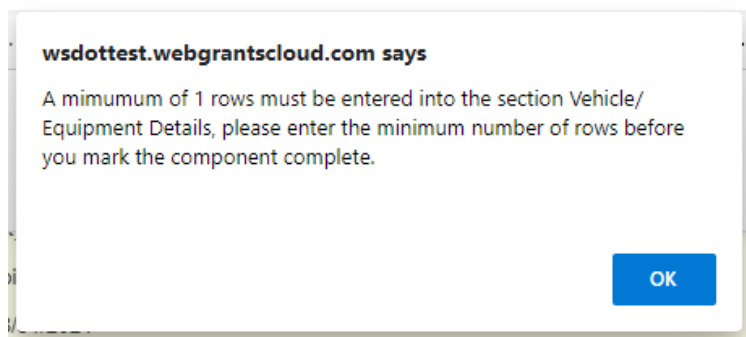 wsdottest.webgrantscloud.com says
A mimumum of 1 rows must be entered into the section Vehicle/
Equipment Details, please enter the minimum number of rows before
you mark the component complete.
OK